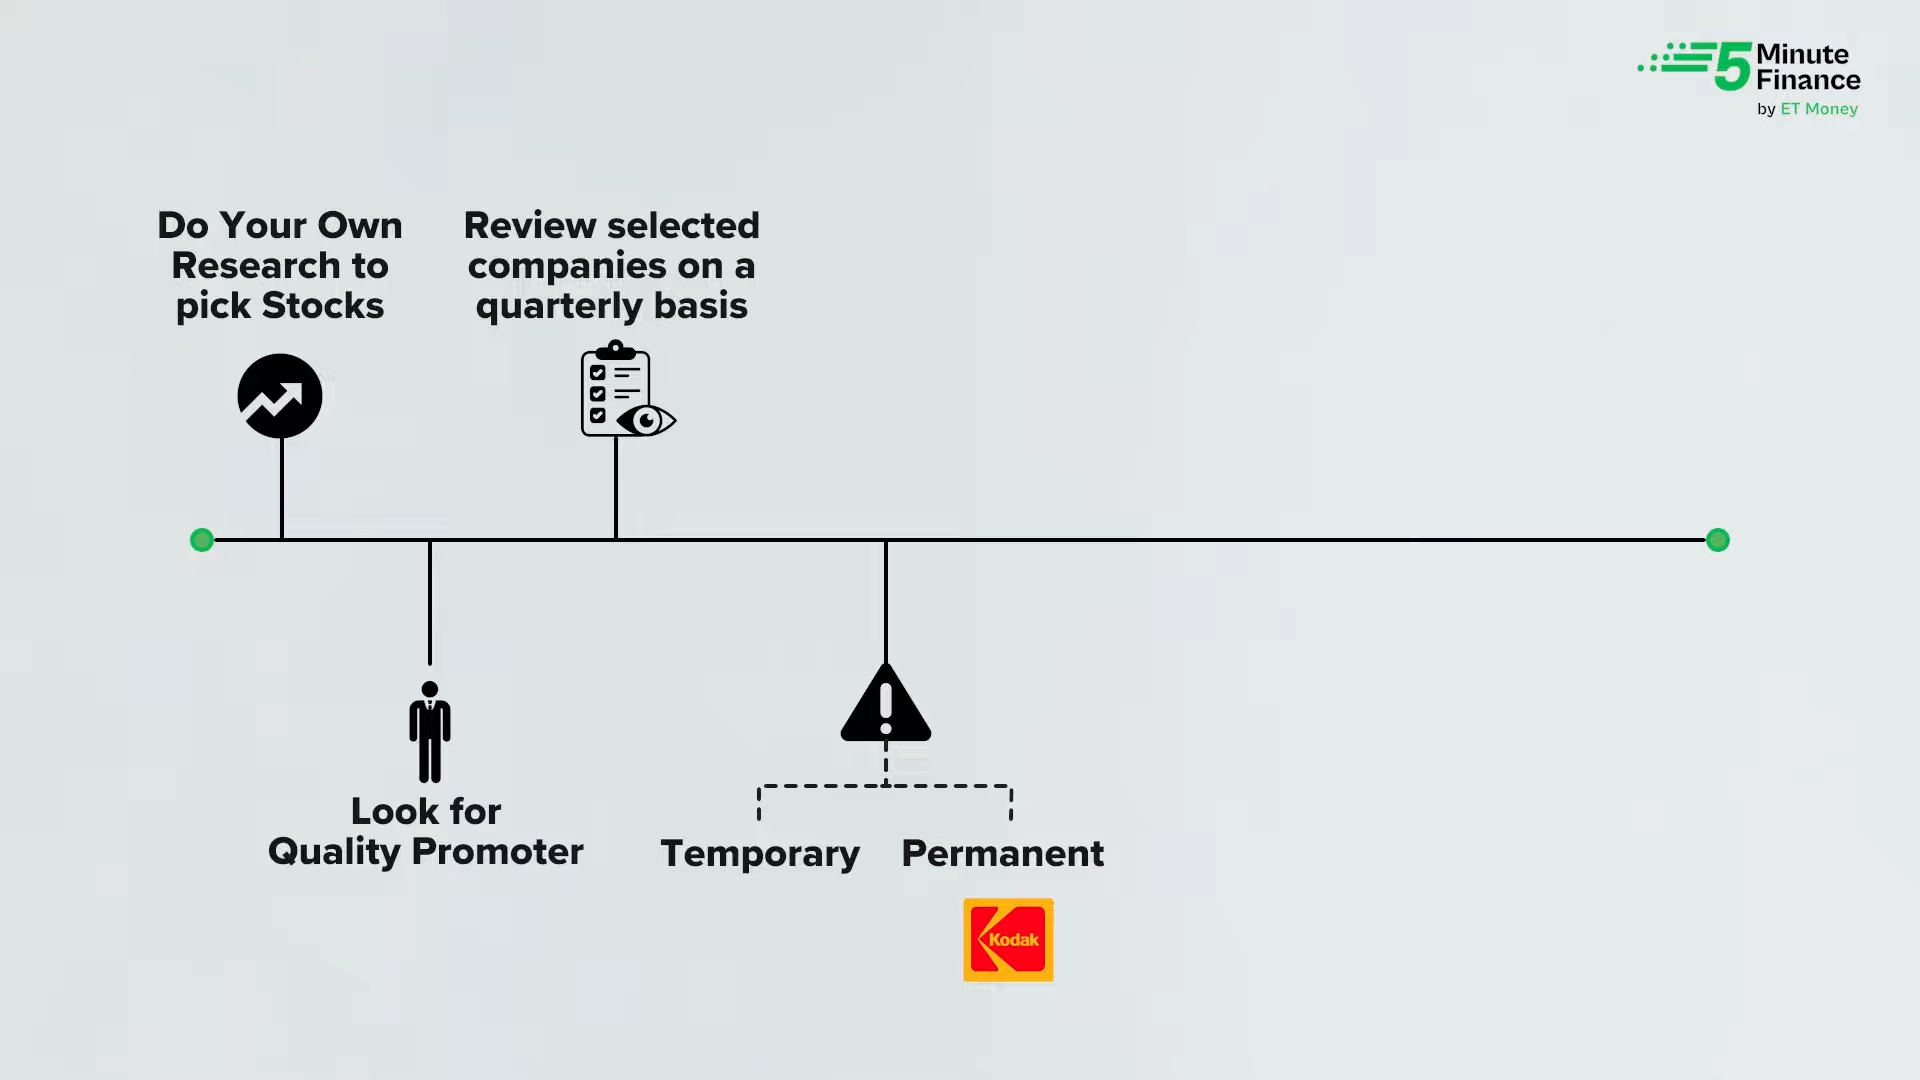 5 Minute
Finance
by ET Money
Do Your Own
Research to
pick Stocks
Review selected
companies on a
quarterly basis
Look for
Quality Promoter
Temporary
Permanent
Kodak